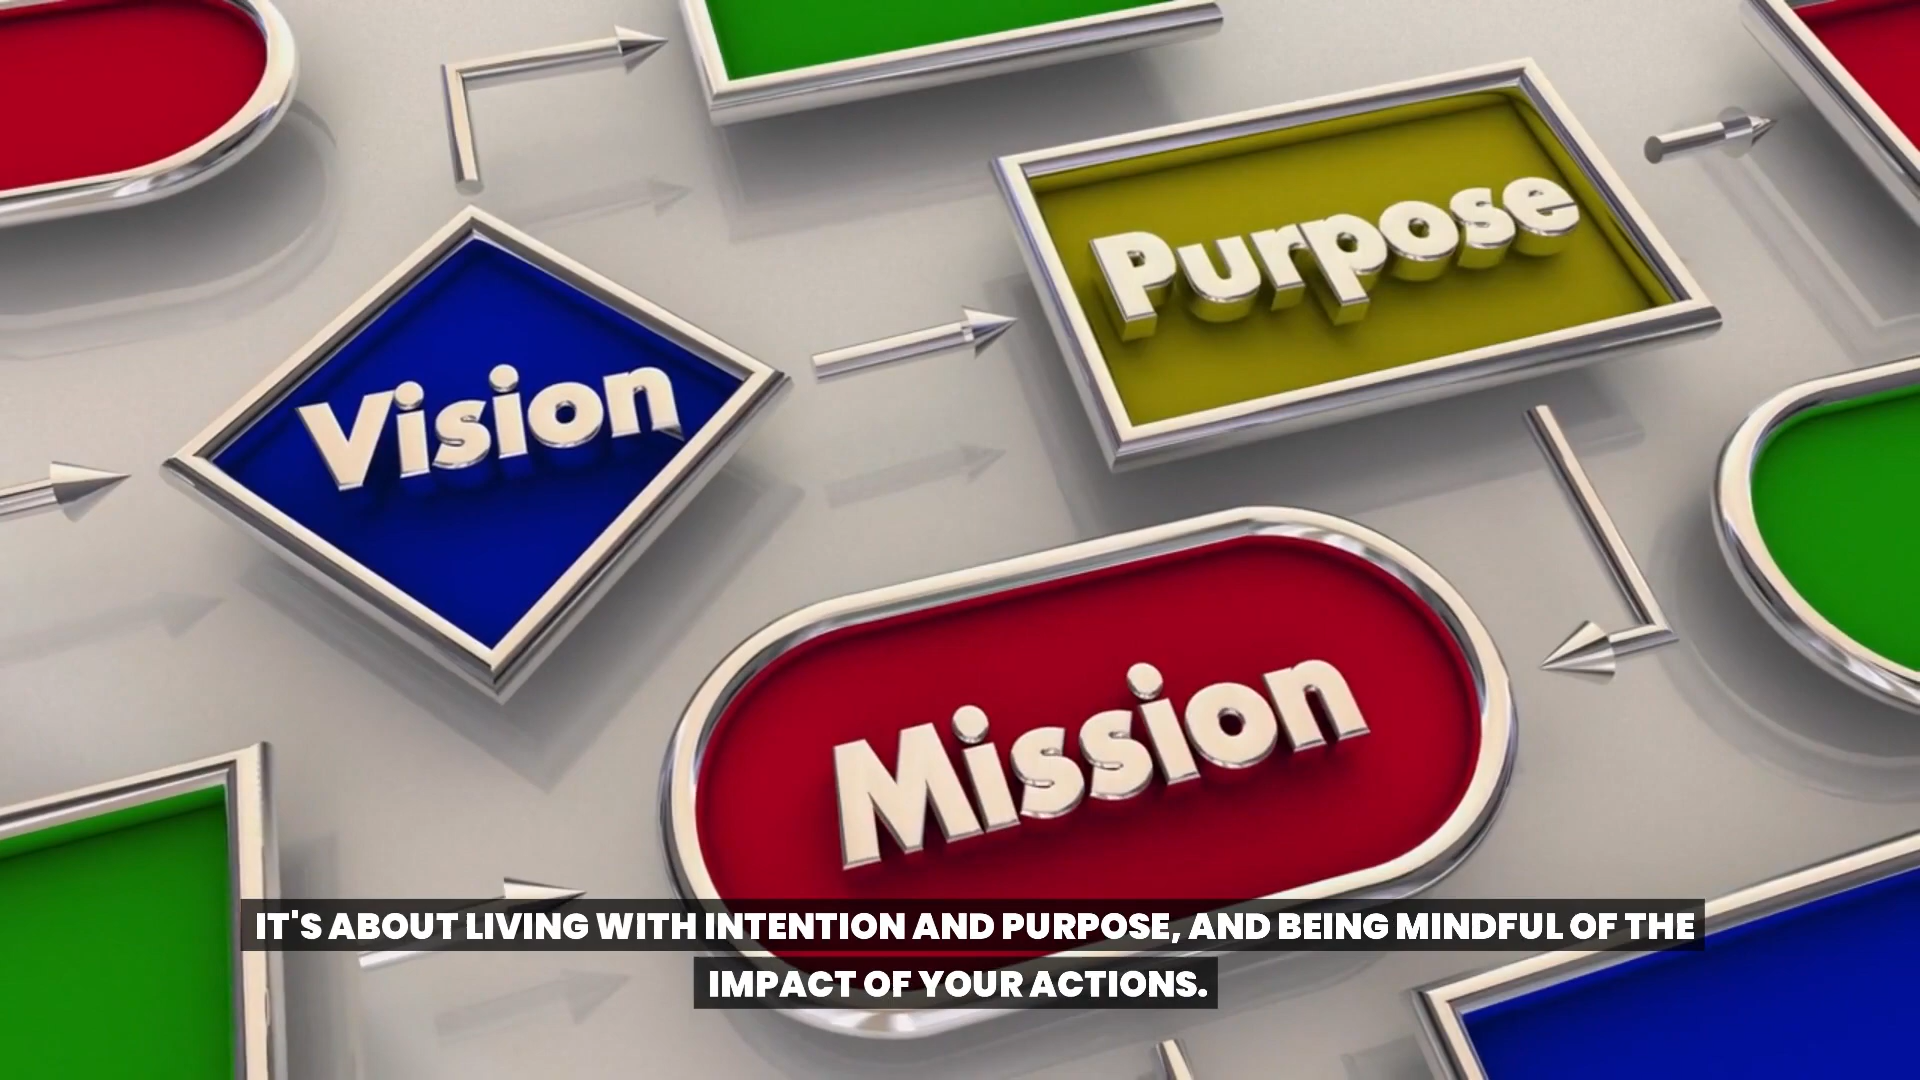 Purpose
Vision
Mission
IT'S ABOUT LIVING WITH INTENTION AND PURPOSE, AND BEING MINDFUL OF THE
IMPACT OF YOUR ACTIONS.